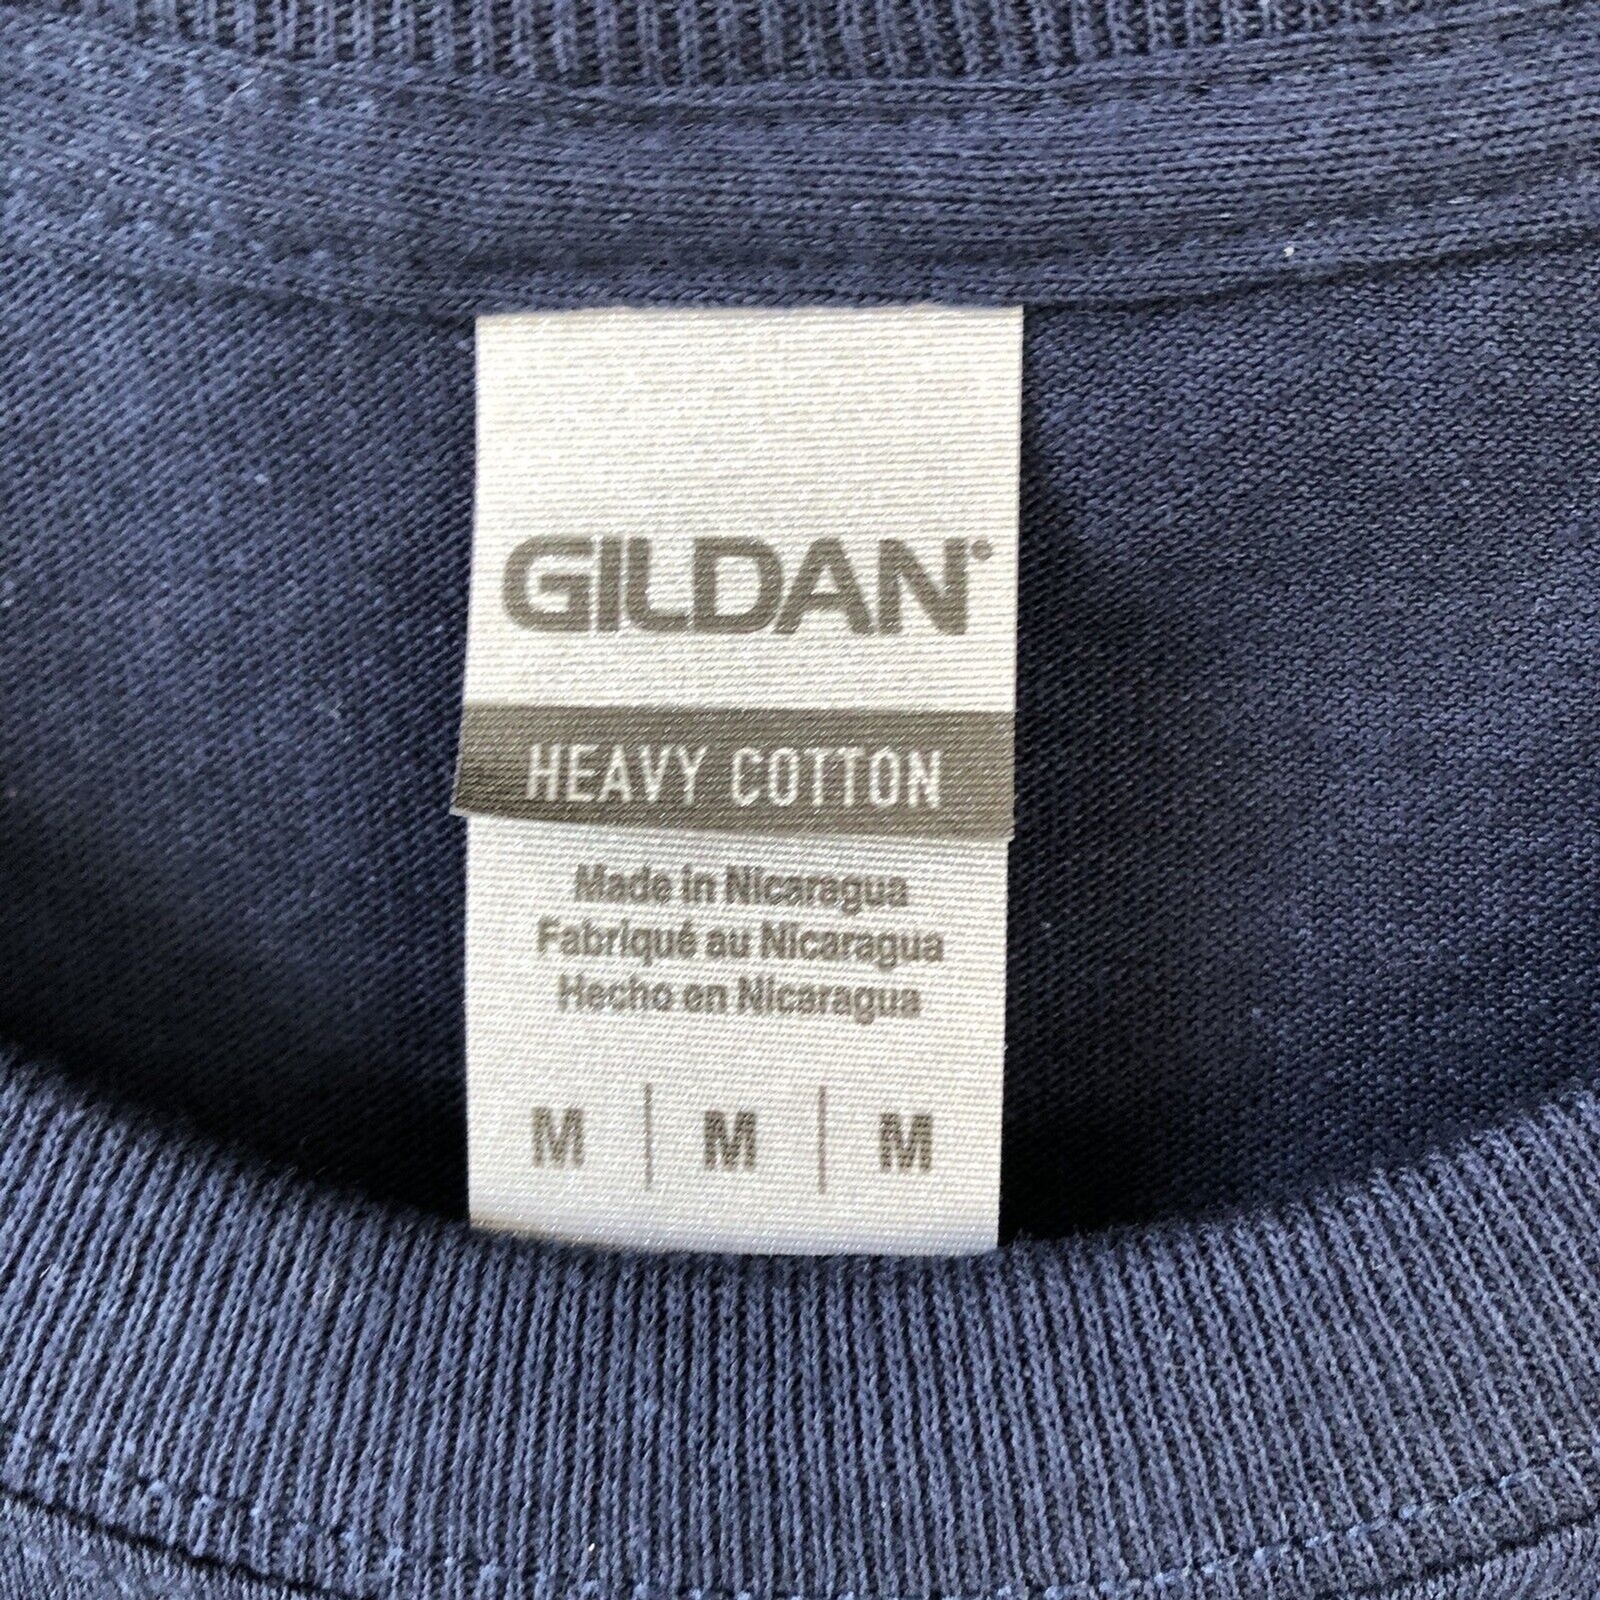 GILDAN®
HEAVY COTTON
Made in Nicaragua
Fabriqué au Nicaragua
Hecho en Nicaragua
M | M | M